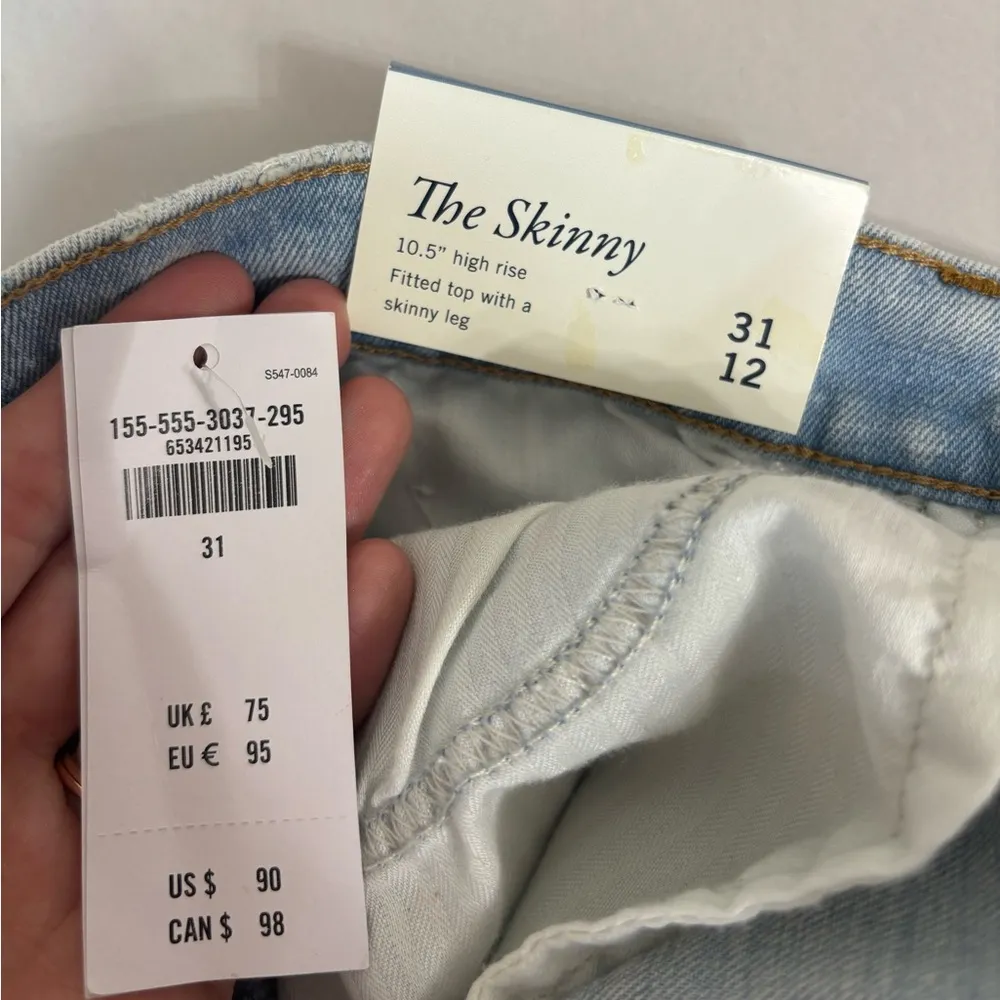 The Skinny
10.5” high rise
Fitted top with a
skinny leg
31
12
S547-0084
155-555-3037-295
653421195
31
UK £ 75
EU € 95
US $ 90
CAN $ 98